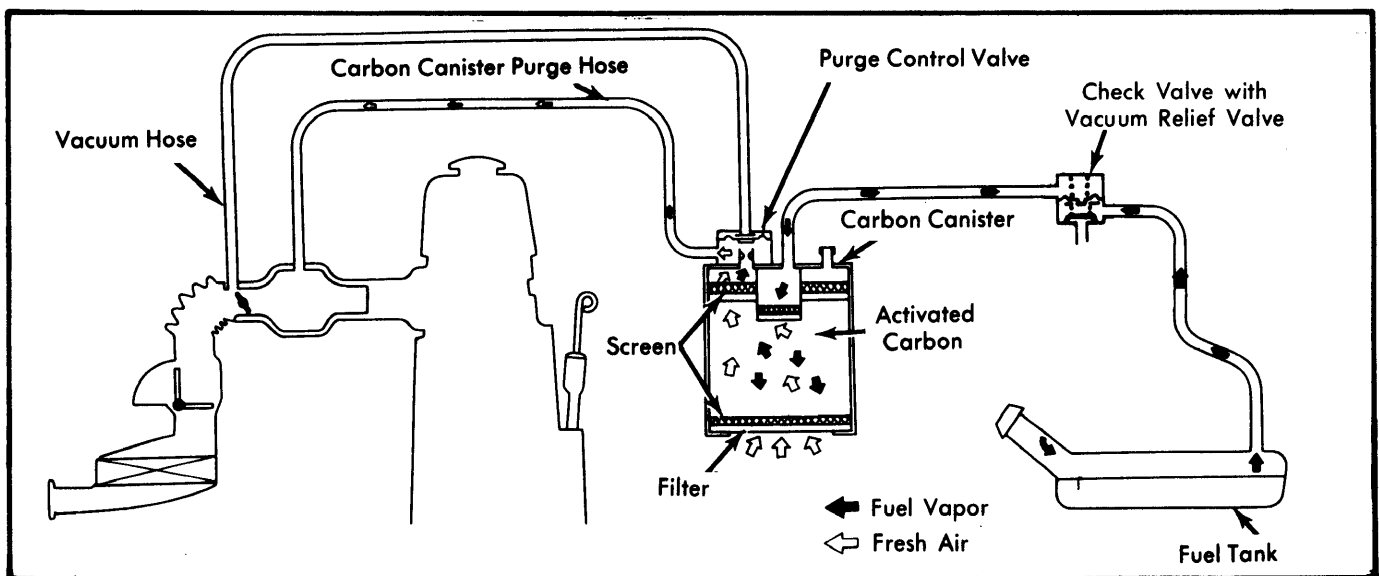 Carbon Canister Purge Hose
Purge Control Valve
Check Valve with
Vacuum Relief Valve
Vacuum Hose
Carbon Canister
Activated
Carbon
Screen
Filter
Fuel Vapor
Fresh Air
Fuel Tank